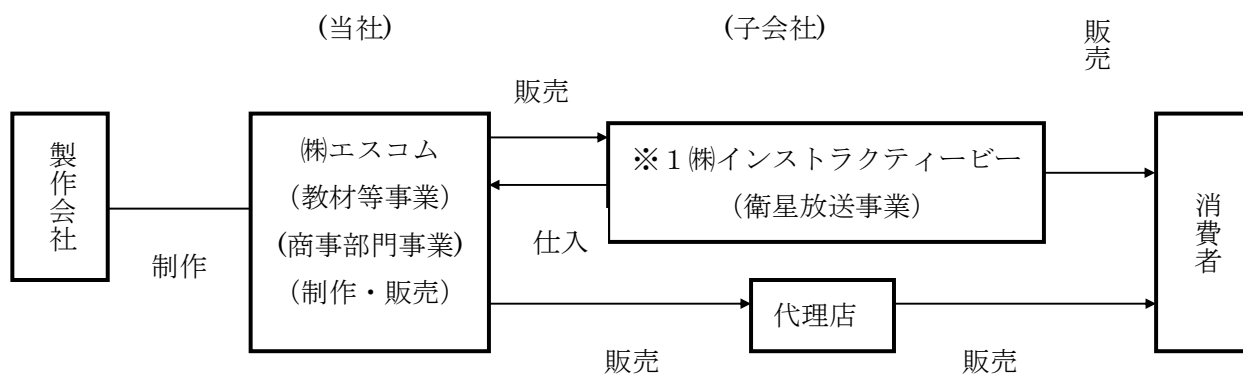 (当社)
(子会社)
販売
販売
製作会社
制作
㈱エスコム
（教材等事業）
(商事部門事業)
（制作・販売）
※１㈱インストラクティービー
（衛星放送事業）
仕入
代理店
販売
販売
消費者